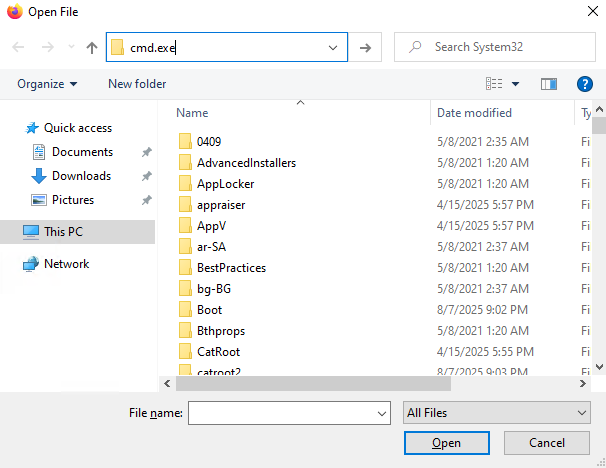 Open File
cmd.exe
Search System32
Organize New folder ?
Name Date modified Ty
Quick access
Documents
Downloads
Pictures
This PC
Network
0409 5/8/2021 2:35 AM Fi
AdvancedInstallers 5/8/2021 1:20 AM Fi
AppLocker 5/8/2021 1:20 AM Fi
appraiser 4/15/2025 5:57 PM Fi
AppV 4/15/2025 5:57 PM Fi
ar-SA 5/8/2021 2:37 AM Fi
BestPractices 5/8/2021 1:20 AM Fi
bg-BG 5/8/2021 2:37 AM Fi
Boot 8/7/2025 9:02 PM Fi
Bthprops 5/8/2021 1:20 AM Fi
CatRoot 4/15/2025 5:55 PM Fi
catroot2 8/7/2025 9:03 PM Fi
File name: All Files
Open Cancel